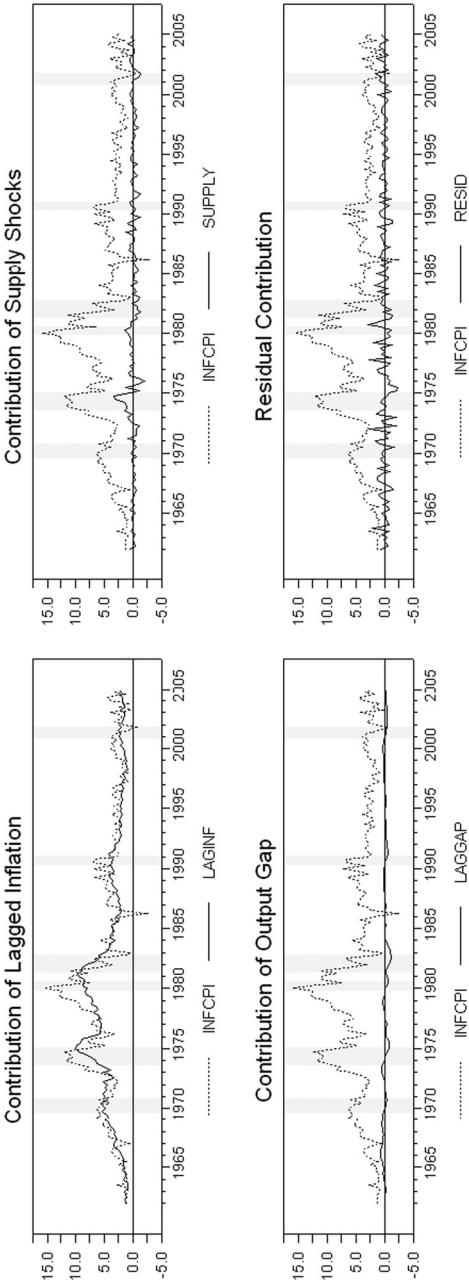 Contribution of Lagged Inflation
15.0
10.0
5.0
0.0
-5.0
1965 1970 1975 1980 1985 1990 1995 2000 2305
INFCPI LAGINF
Contribution of Supply Shocks
15.0
10.0
5.0
0.0
-5.0
1965 1970 1975 980 1985 1990 1995 2000 2005
INFCPI SUPPLY
Contribution of Output Gap
15.0
10.0
5.0
0.0
-5.0
1965 1970 1975 1980 1985 1990 1995 2000 2305
INFCPI LAGGAP
Residual Contribution
15.0
10.0
5.0
0.0
-5.0
1965 1970 1975 980 1985 1990 1995 2000 2005
INFCPI RESID